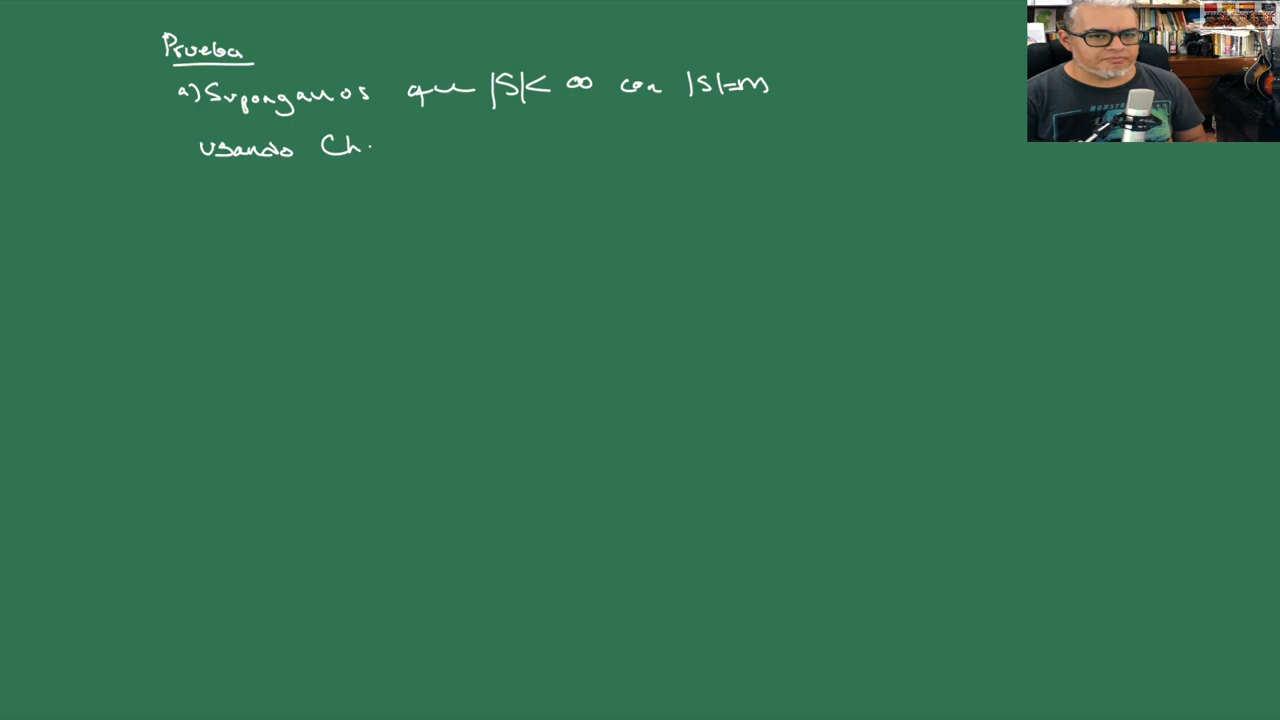 Prueba
a) Supongamos que |S| < ∞ con |S|=m
usando Ch.